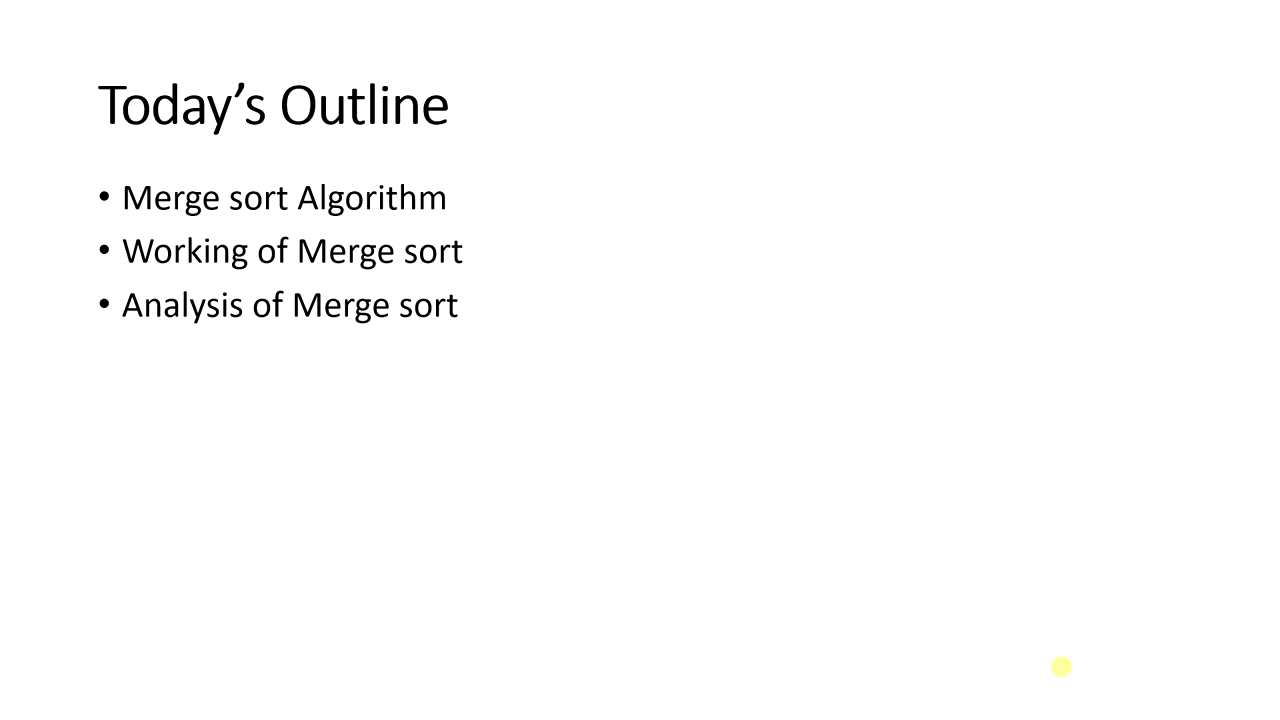 Today’s Outline
• Merge sort Algorithm
• Working of Merge sort
• Analysis of Merge sort